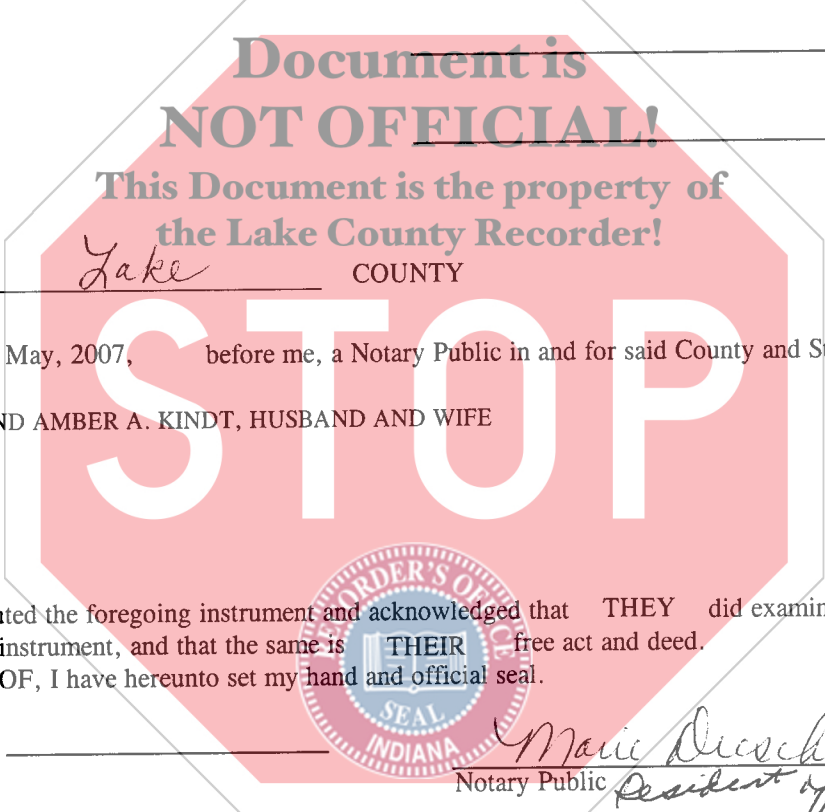 Document is
NOT OFFICIAL!
This Document is the property of
the Lake County Recorder!
Lake COUNTY
May, 2007, before me, a Notary Public in and for said County and
ND AMBER A. KINDT, HUSBAND AND WIFE
STOP
RECORDER'S OFFICE
ted the foregoing instrument and acknowledged that THEY did examin
instrument, and that the same is THEIR free act and deed.
OF, I have hereunto set my hand and official seal.
SEAL
INDIANA
Marie
Notary Public Resident